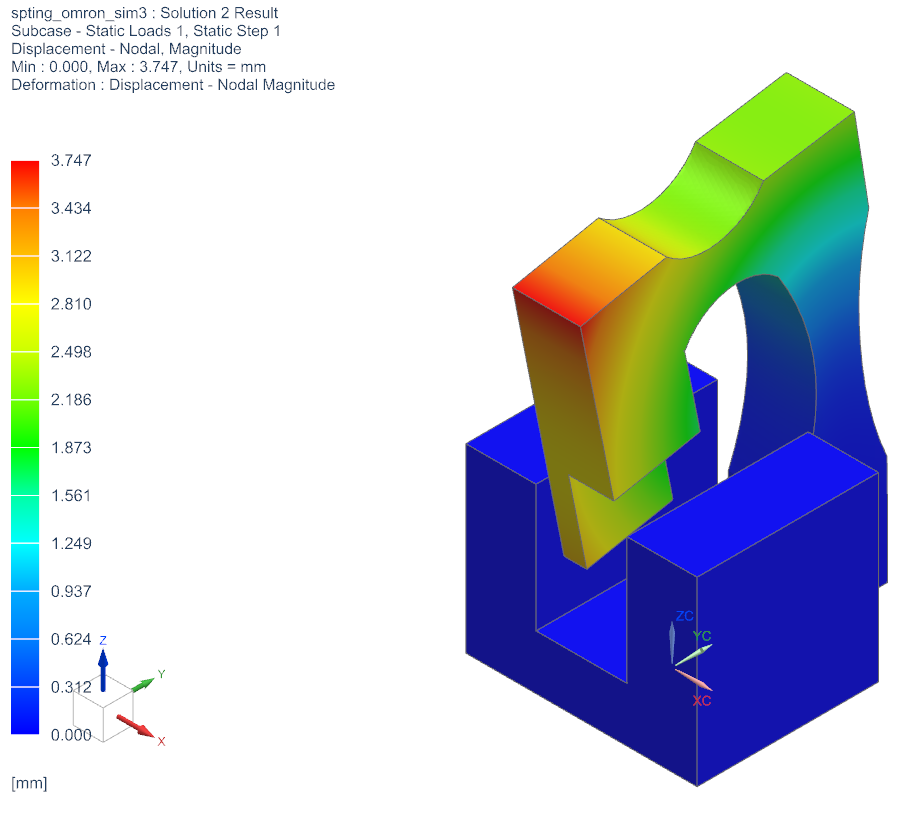 spting_omron_sim3 : Solution 2 Result
Subcase - Static Loads 1, Static Step 1
Displacement - Nodal, Magnitude
Min : 0.000, Max : 3.747, Units = mm
Deformation : Displacement - Nodal Magnitude
3.747
3.434
3.122
2.810
2.498
2.186
1.873
1.561
1.249
0.937
0.624
0.312
0.000
[mm]
Z
Y
X
ZC
YC
XC